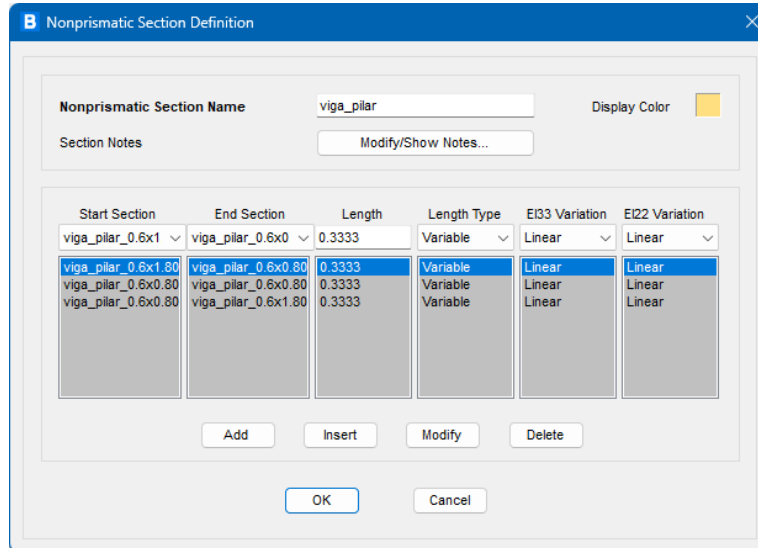 B Nonprismatic Section Definition
Nonprismatic Section Name viga_pilar Display Color
Section Notes Modify/Show Notes...
Start Section End Section Length Length Type EI33 Variation EI22 Variation
viga_pilar_0.6x1 viga_pilar_0.6x0 0.3333 Variable Linear Linear
viga_pilar_0.6x1.80 viga_pilar_0.6x0.80 0.3333 Variable Linear Linear
viga_pilar_0.6x0.80 viga_pilar_0.6x0.80 0.3333 Variable Linear Linear
viga_pilar_0.6x0.80 viga_pilar_0.6x1.80 0.3333 Variable Linear Linear
Add Insert Modify Delete
OK Cancel